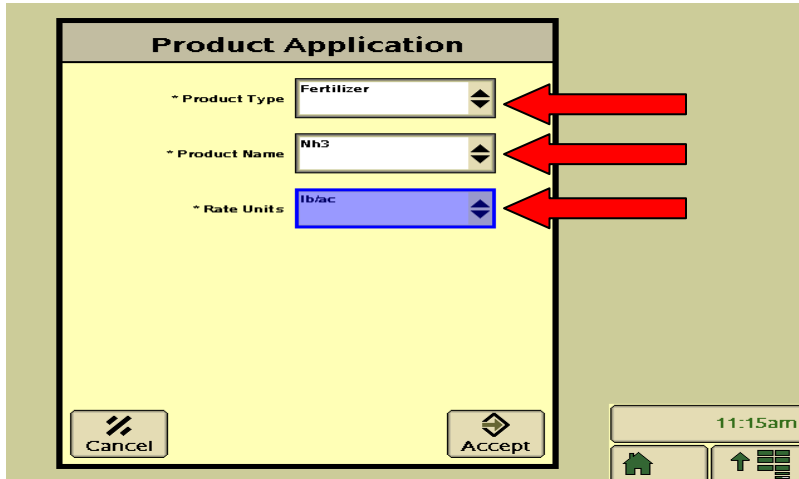 Product Application
* Product Type
Fertilizer
* Product Name
Nh3
* Rate Units
lb/ac
Cancel
Accept
11:15am